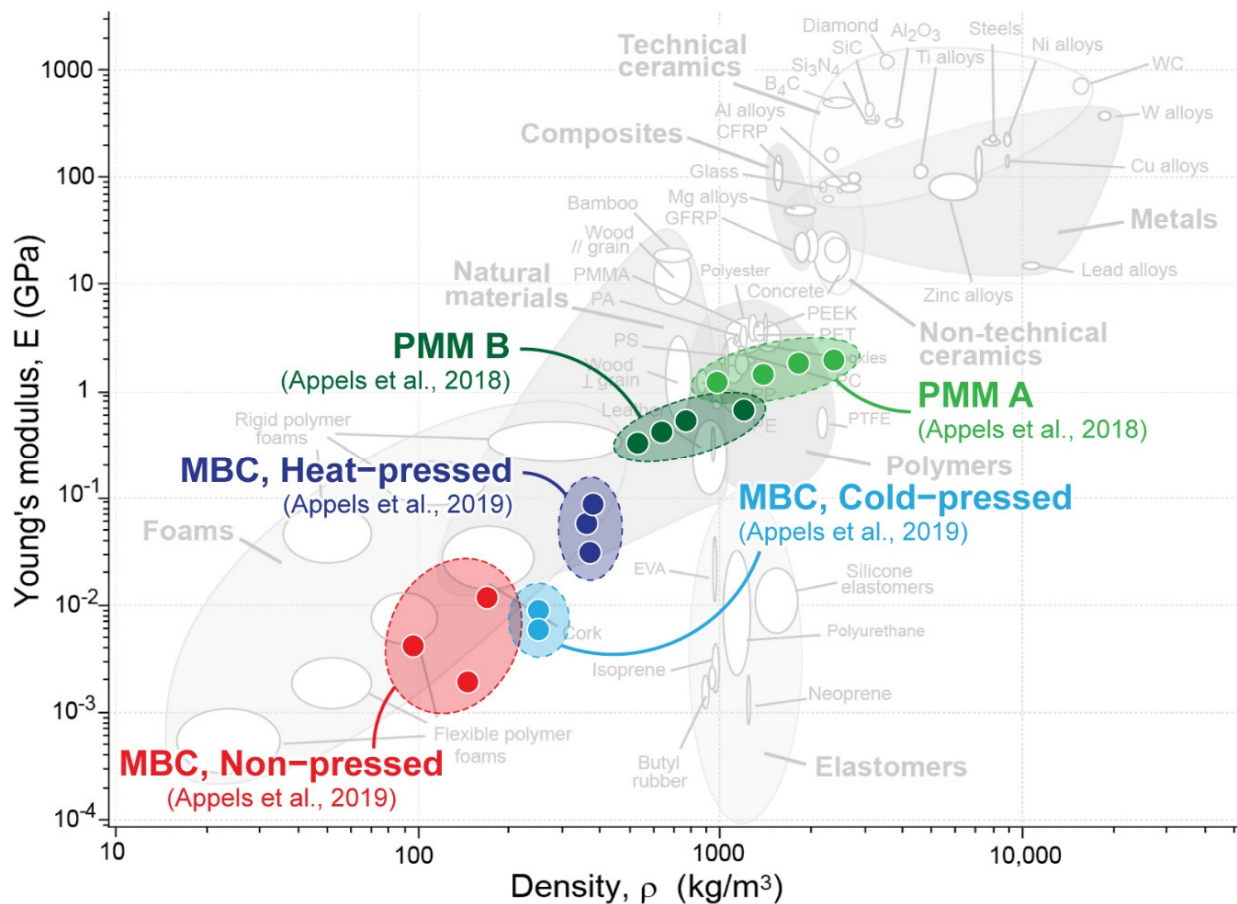 Young's modulus, E (GPa)
1000
100
10
1
10⁻¹
10⁻²
10⁻³
10⁻⁴
10
100
1000
10,000
Density, ρ (kg/m³)
Diamond
Al₂O₃
Steels
Technical
ceramics
SiC
Ti alloys
Ni alloys
Si₃N₄
B₄C
WC
Al alloys
W alloys
Composites
CFRP
Glass
Cu alloys
Mg alloys
Metals
GFRP
Bamboo
Wood
// grain
Natural
materials
PMMA
Polyester
Concrete
Lead alloys
Zinc alloys
PA
PEEK
PS
PET
Non-technical
ceramics
PMM B
(Appels et al., 2018)
Wood
⊥ grain
PC
PMM A
(Appels et al., 2018)
Leather
PE
PTFE
Rigid polymer
foams
Polymers
MBC, Heat−pressed
(Appels et al., 2019)
MBC, Cold−pressed
(Appels et al., 2019)
Foams
EVA
Silicone
elastomers
Cork
Polyurethane
Isoprene
Neoprene
Flexible polymer
foams
MBC, Non−pressed
(Appels et al., 2019)
Butyl
rubber
Elastomers